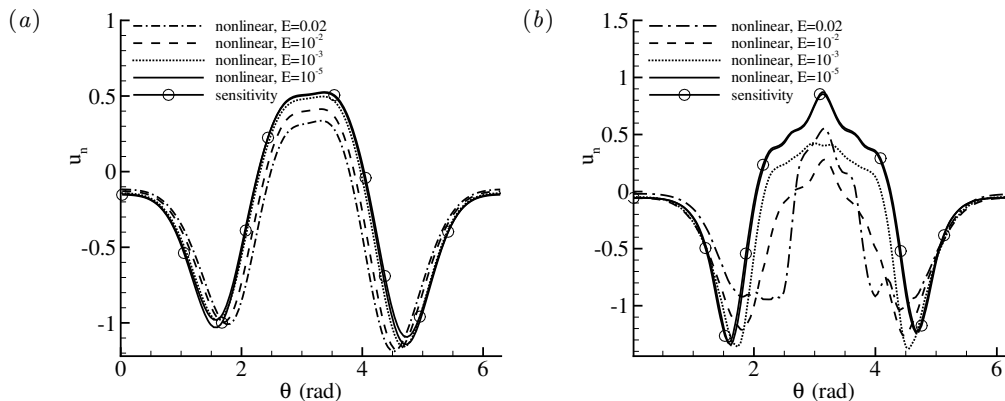 (a)
1
0.5
0
-0.5
-1
u_n
nonlinear, E=0.02
nonlinear, E=10^-2
nonlinear, E=10^-3
nonlinear, E=10^-5
sensitivity
0 2 4 6
θ (rad)
(b)
1.5
1
0.5
0
-0.5
-1
u_n
nonlinear, E=0.02
nonlinear, E=10^-2
nonlinear, E=10^-3
nonlinear, E=10^-5
sensitivity
2 4 6
θ (rad)